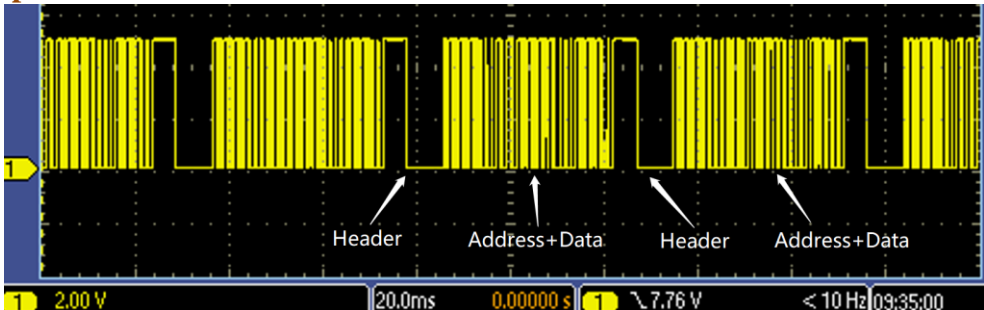 1
Header Address+Data Header Address+Data
1 2.00 V 20.0ms 0.00000 s 1 7.76 V < 10 Hz 09:35:00